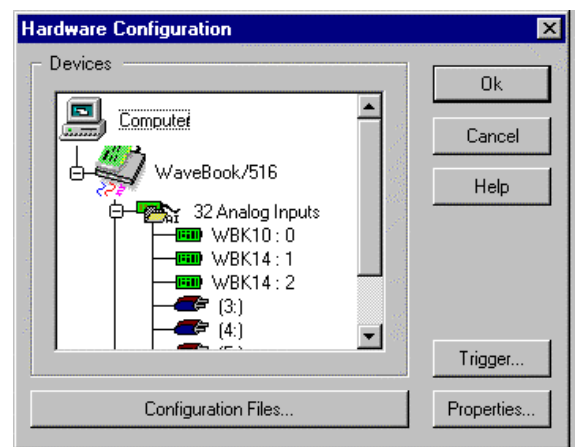 Hardware Configuration
Devices
Computer
WaveBook/516
32 Analog Inputs
AI
WBK10 : 0
WBK14 : 1
WBK14 : 2
(3:)
(4:)
Ok
Cancel
Help
Trigger...
Configuration Files...
Properties...